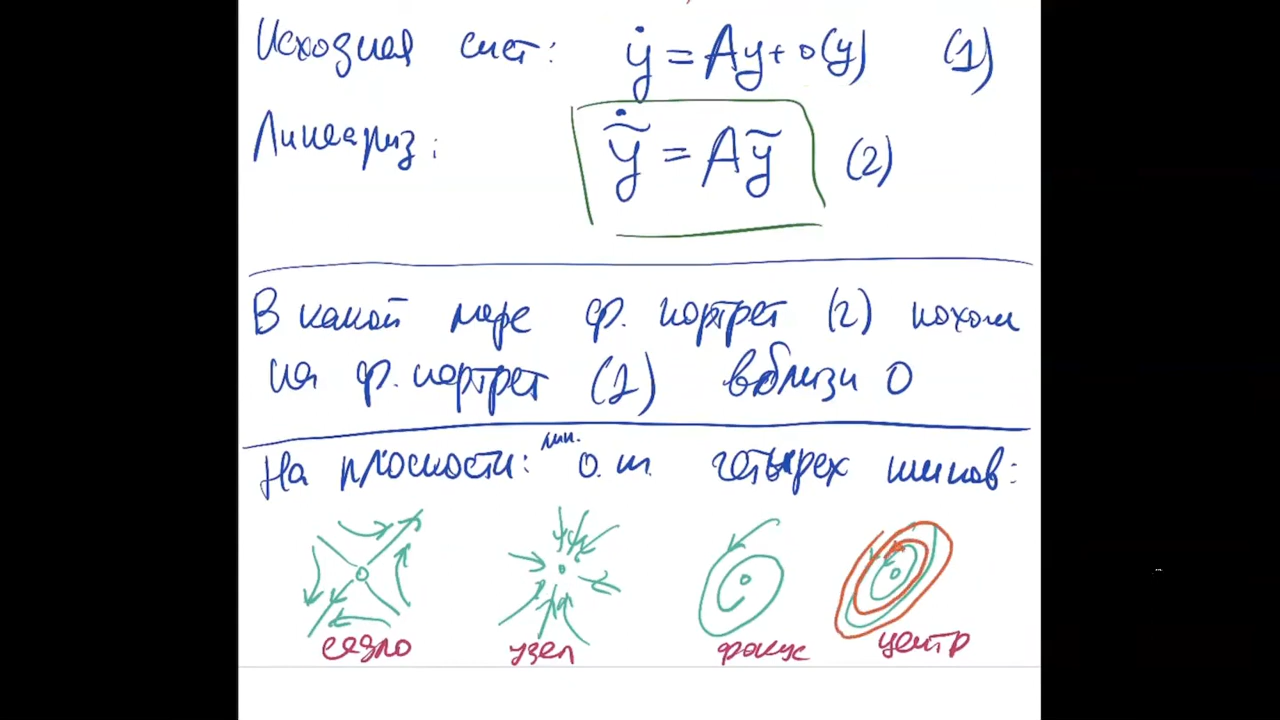 Исходная сист: ẏ = Ay + o(y) (1)
Линеариз: ỹ̇ = Aỹ (2)
В какой мере ф. портрет (2) похож
на ф. портрет (1) вблизи 0
На плоскости: лин. о.т. четырех типов:
седло узел фокус центр